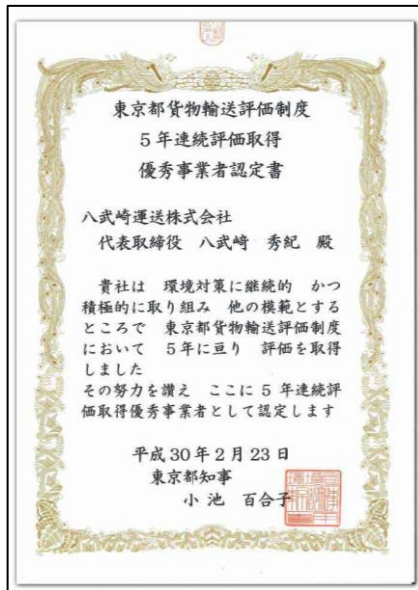 東京都貨物輸送評価制度
5年連続評価取得
優秀事業者認定書
八武崎運送株式会社
代表取締役 八武崎 秀紀 殿
貴社は 環境対策に継続的 かつ
積極的に取り組み 他の模範とする
ところで 東京都貨物輸送評価制度
において 5年に亘り 評価を取得
しました
その努力を讃え ここに 5 年連続評
価取得優秀事業者として認定します
平成 30 年 2 月 23 日
東京都知事
小 池 百合子